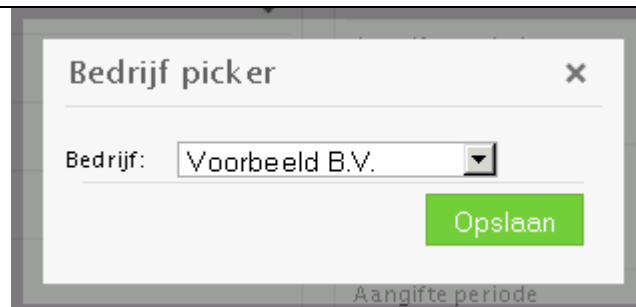 Bedrijf picker
Bedrijf:
Voorbeeld B.V.
Opslaan
Aangifte periode